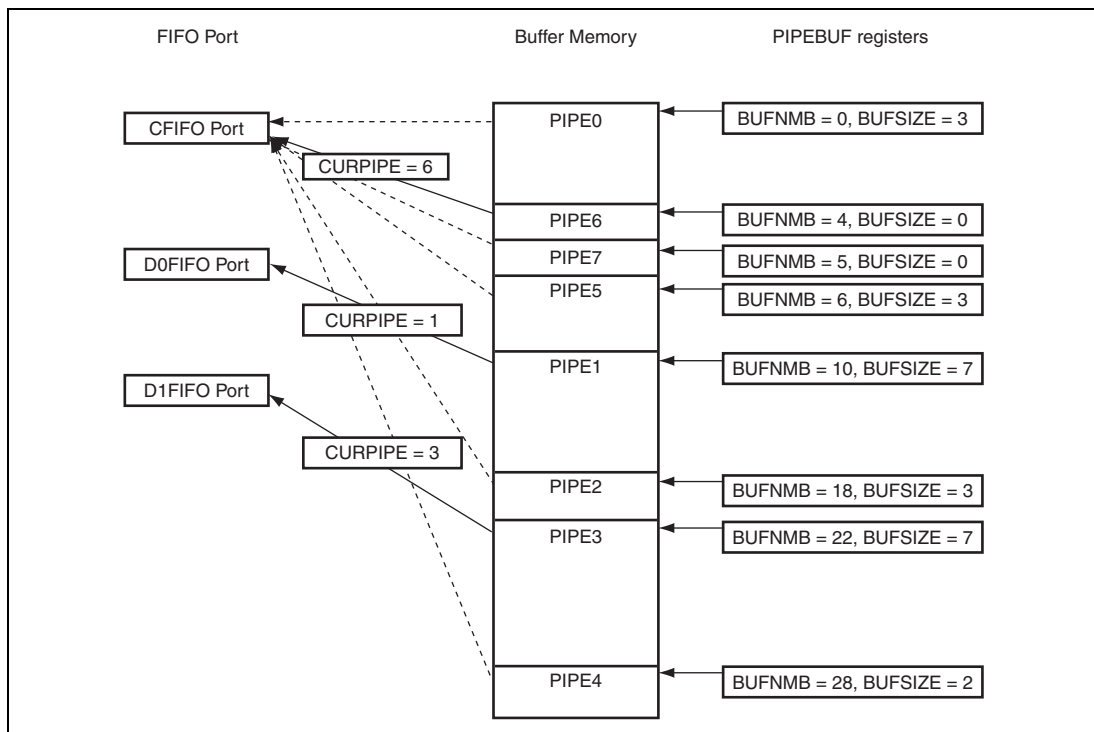 FIFO Port
Buffer Memory
PIPEBUF registers
CFIFO Port
PIPE0
BUFNMB = 0, BUFSIZE = 3
CURPIPE = 6
PIPE6
BUFNMB = 4, BUFSIZE = 0
PIPE7
BUFNMB = 5, BUFSIZE = 0
D0FIFO Port
PIPE5
BUFNMB = 6, BUFSIZE = 3
CURPIPE = 1
PIPE1
BUFNMB = 10, BUFSIZE = 7
D1FIFO Port
CURPIPE = 3
PIPE2
BUFNMB = 18, BUFSIZE = 3
PIPE3
BUFNMB = 22, BUFSIZE = 7
PIPE4
BUFNMB = 28, BUFSIZE = 2